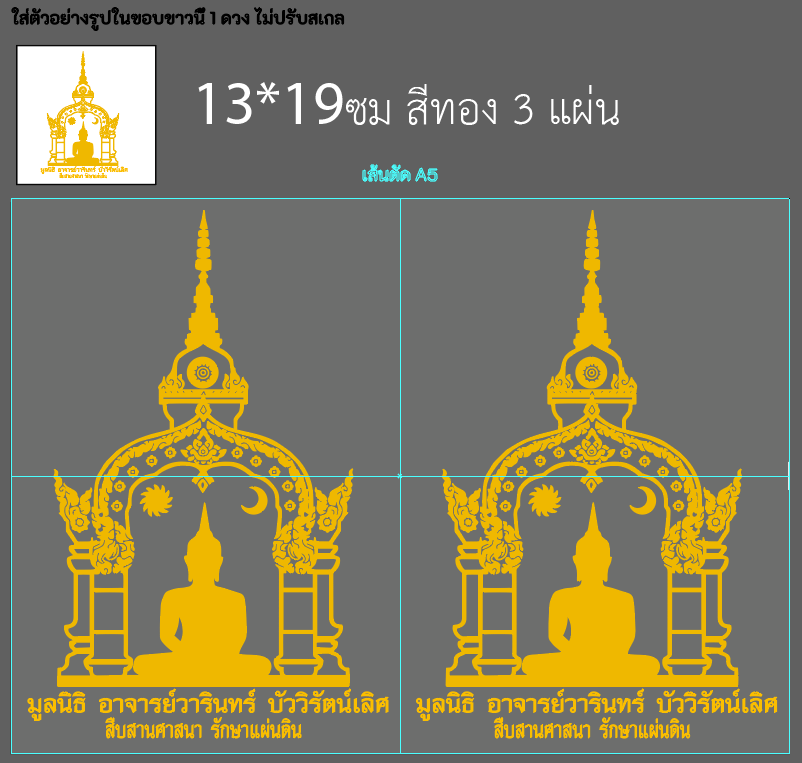 ใส่ตัวอย่างรูปในขอบขาวนี้ 1 ดวง ไม่ปรับสเกล
มูลนิธิ อาจารย์วารินทร์ บัววิรัตน์เลิศ
สืบสานศาสนา รักษาแผ่นดิน
13*19ซม สีทอง 3 แผ่น
เส้นตัด A5
มูลนิธิ อาจารย์วารินทร์ บัววิรัตน์เลิศ
สืบสานศาสนา รักษาแผ่นดิน
มูลนิธิ อาจารย์วารินทร์ บัววิรัตน์เลิศ
สืบสานศาสนา รักษาแผ่นดิน